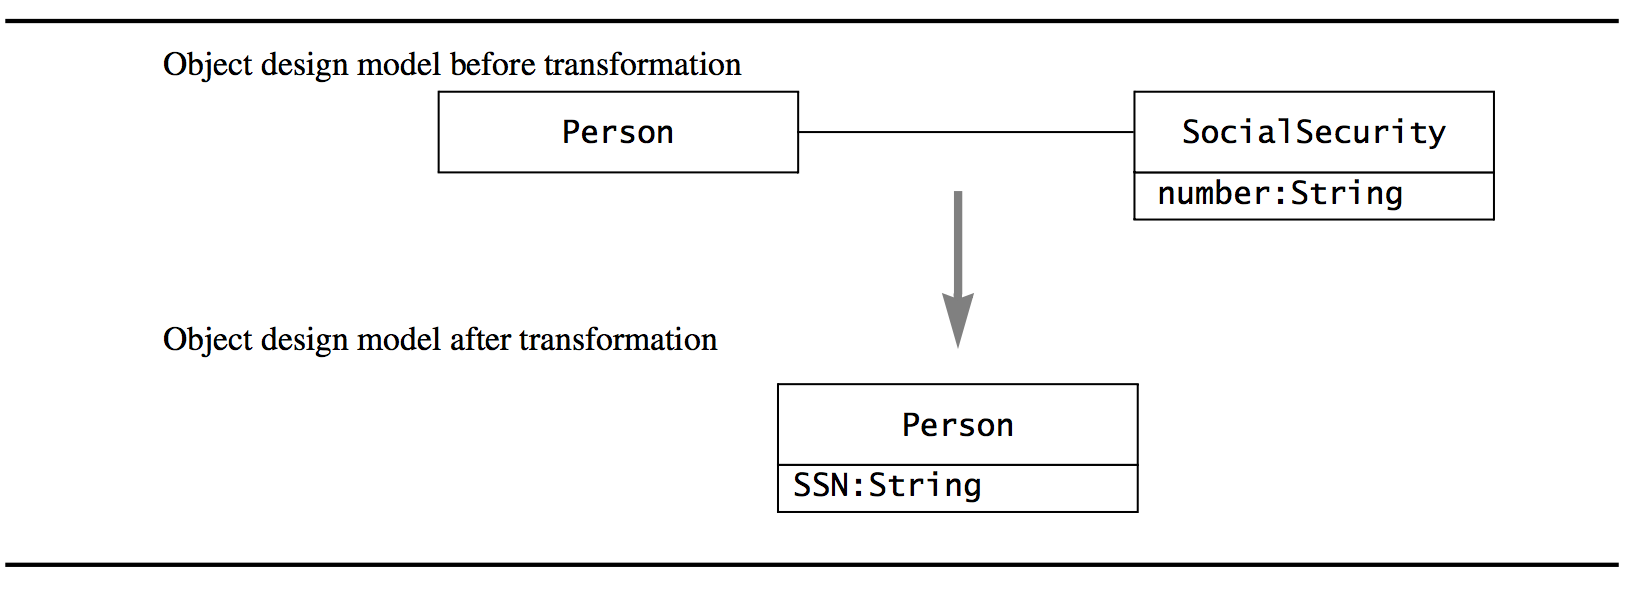 Object design model before transformation
Person
SocialSecurity
number:String
Object design model after transformation
Person
SSN:String